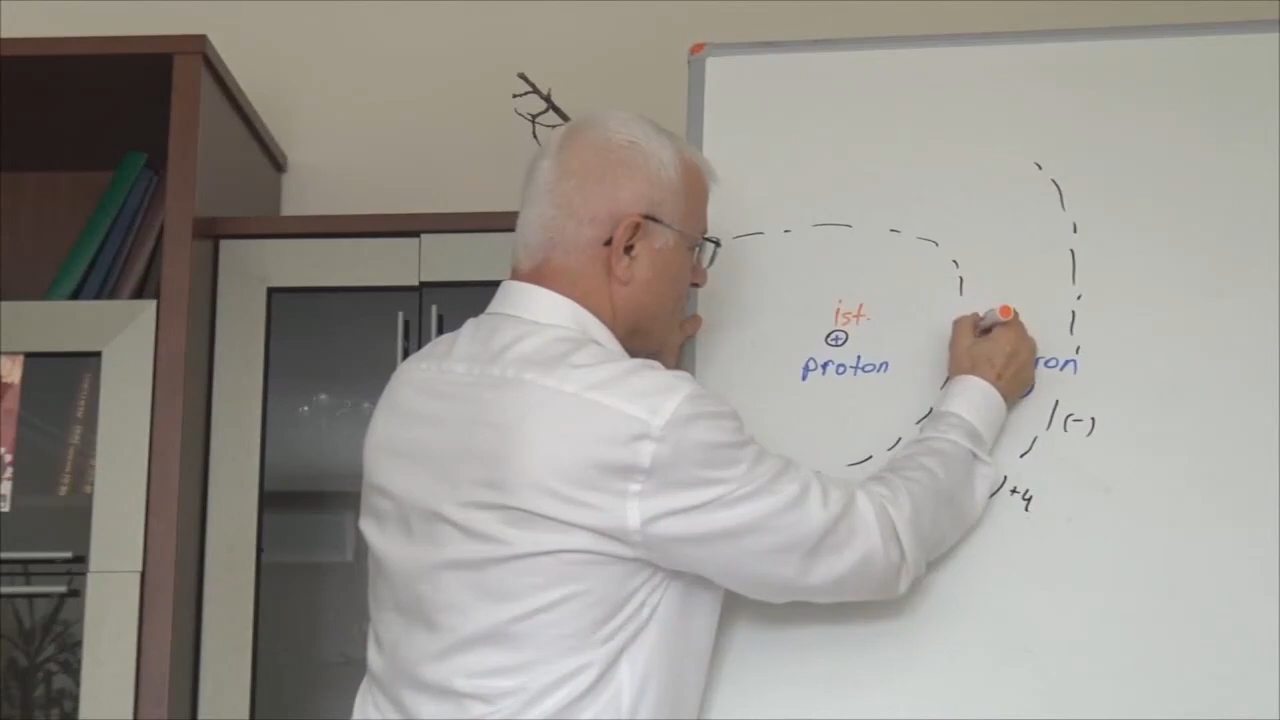 ist.
+
proton
ron
(-)
+4